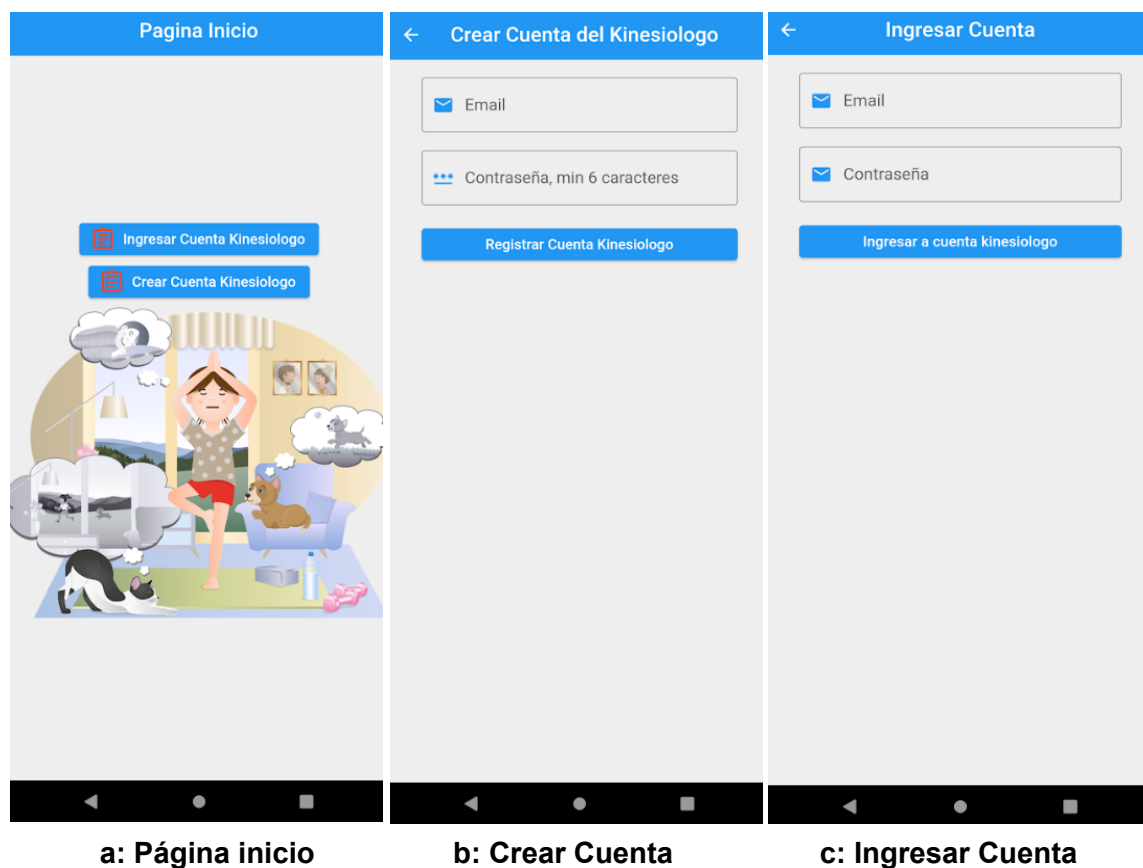 Pagina Inicio
Ingresar Cuenta Kinesiologo
Crear Cuenta Kinesiologo
Crear Cuenta del Kinesiologo
Email
Contraseña, min 6 caracteres
Registrar Cuenta Kinesiologo
Ingresar Cuenta
Email
Contraseña
Ingresar a cuenta kinesiologo
a: Página inicio
b: Crear Cuenta
c: Ingresar Cuenta